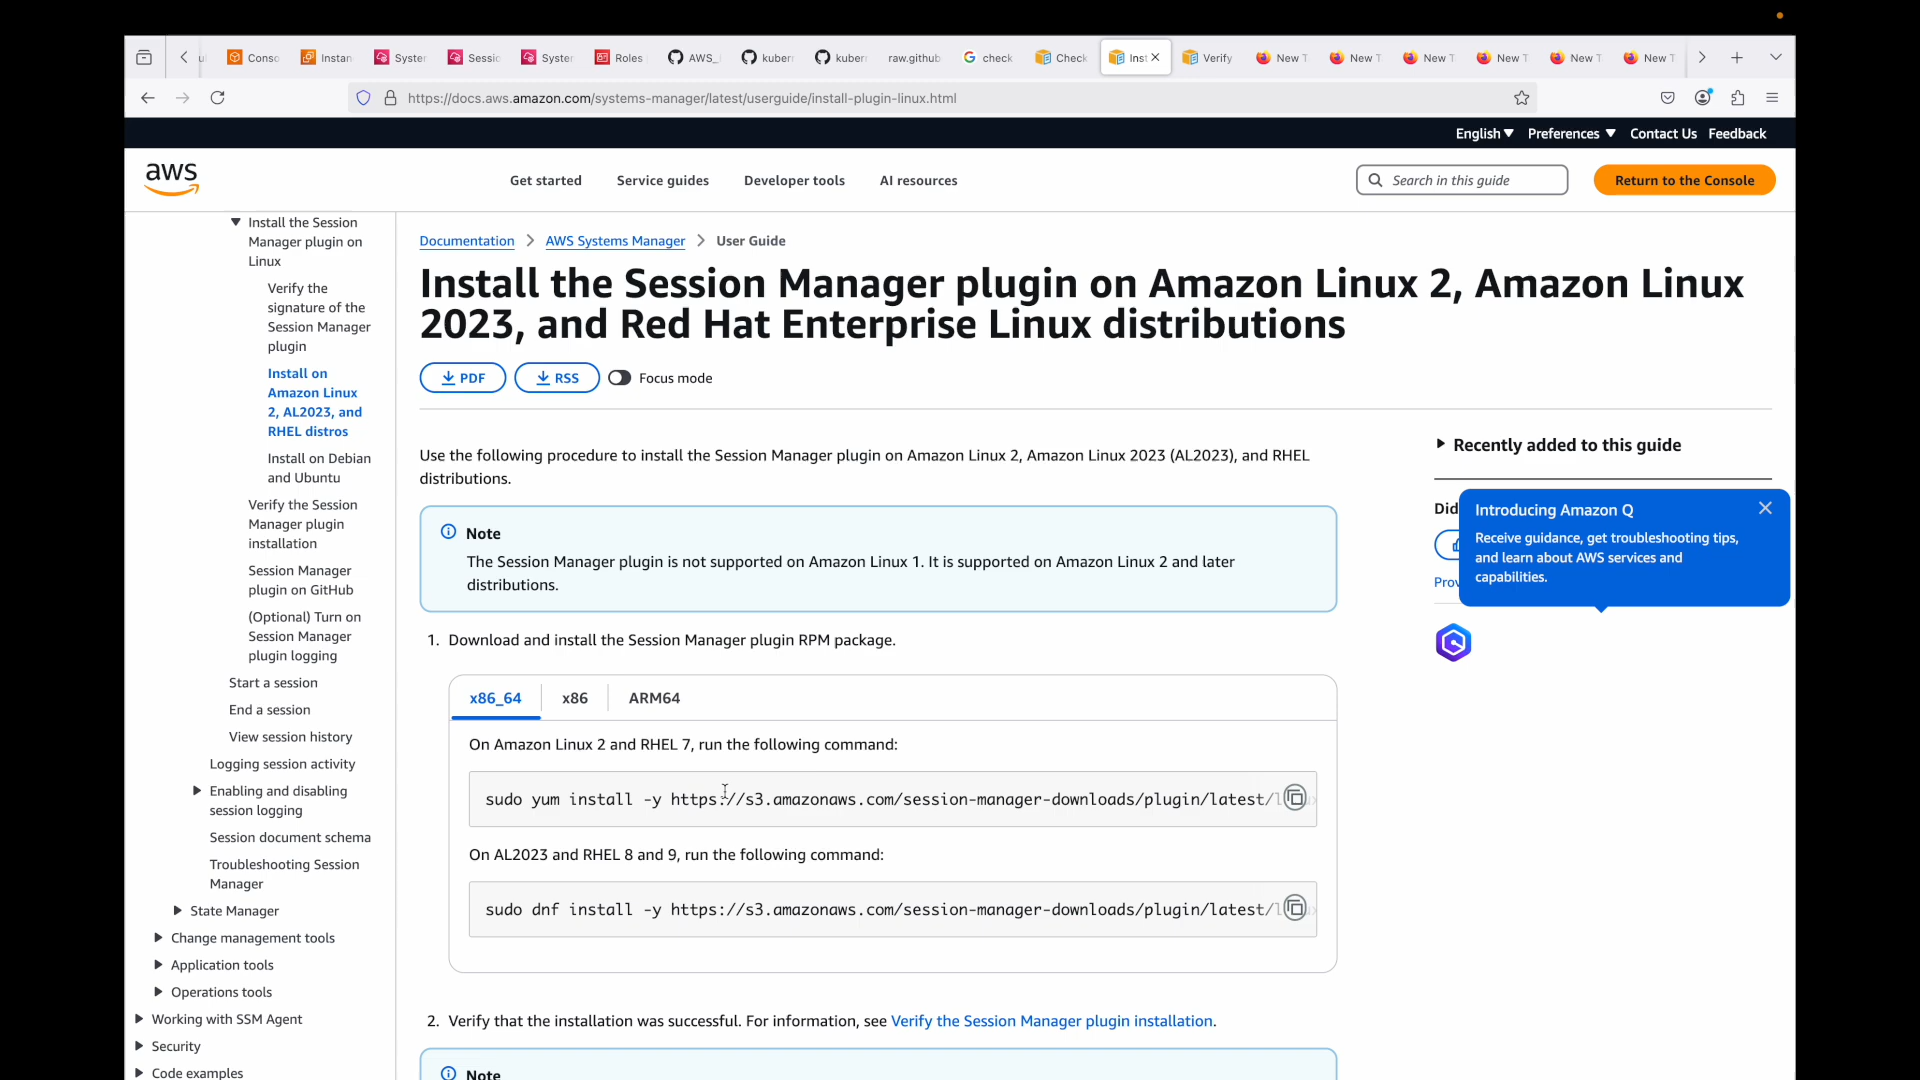 Conso
Instan
System
Sessic
System
Roles
AWS_
kuber
kuber
raw.github
check
Check
Inst
Verify
New T
New T
New T
New T
New T
New T
https://docs.aws.amazon.com/systems-manager/latest/userguide/install-plugin-linux.html
English
Preferences
Contact Us
Feedback
aws
Get started
Service guides
Developer tools
AI resources
Search in this guide
Return to the Console
Install the Session
Manager plugin on
Linux
Verify the
signature of the
Session Manager
plugin
Install on
Amazon Linux
2, AL2023, and
RHEL distros
Install on Debian
and Ubuntu
Verify the Session
Manager plugin
installation
Session Manager
plugin on GitHub
(Optional) Turn on
Session Manager
plugin logging
Start a session
End a session
View session history
Logging session activity
Enabling and disabling
session logging
Session document schema
Troubleshooting Session
Manager
State Manager
Change management tools
Application tools
Operations tools
Working with SSM Agent
Security
Code examples
Documentation > AWS Systems Manager > User Guide
Install the Session Manager plugin on Amazon Linux 2, Amazon Linux
2023, and Red Hat Enterprise Linux distributions
PDF
RSS
Focus mode
Use the following procedure to install the Session Manager plugin on Amazon Linux 2, Amazon Linux 2023 (AL2023), and RHEL
distributions.
Note
The Session Manager plugin is not supported on Amazon Linux 1. It is supported on Amazon Linux 2 and later
distributions.
1. Download and install the Session Manager plugin RPM package.
x86_64
x86
ARM64
On Amazon Linux 2 and RHEL 7, run the following command:
sudo yum install -y https://s3.amazonaws.com/session-manager-downloads/plugin/latest/l
On AL2023 and RHEL 8 and 9, run the following command:
sudo dnf install -y https://s3.amazonaws.com/session-manager-downloads/plugin/latest/l
2. Verify that the installation was successful. For information, see Verify the Session Manager plugin installation.
Note
Recently added to this guide
Did
Prov
Introducing Amazon Q
Receive guidance, get troubleshooting tips,
and learn about AWS services and
capabilities.